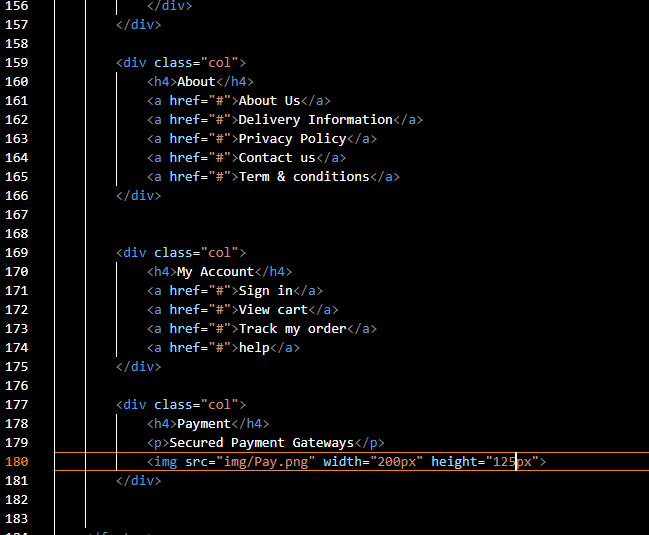 156 </div>
157 </div>
158
159 <div class="col">
160 <h4>About</h4>
161 <a href="#">About Us</a>
162 <a href="#">Delivery Information</a>
163 <a href="#">Privacy Policy</a>
164 <a href="#">Contact us</a>
165 <a href="#">Term & conditions</a>
166 </div>
167
168
169 <div class="col">
170 <h4>My Account</h4>
171 <a href="#">Sign in</a>
172 <a href="#">View cart</a>
173 <a href="#">Track my order</a>
174 <a href="#">help</a>
175 </div>
176
177 <div class="col">
178 <h4>Payment</h4>
179 <p>Secured Payment Gateways</p>
180 <img src="img/Pay.png" width="200px" height="125px">
181 </div>
182
183